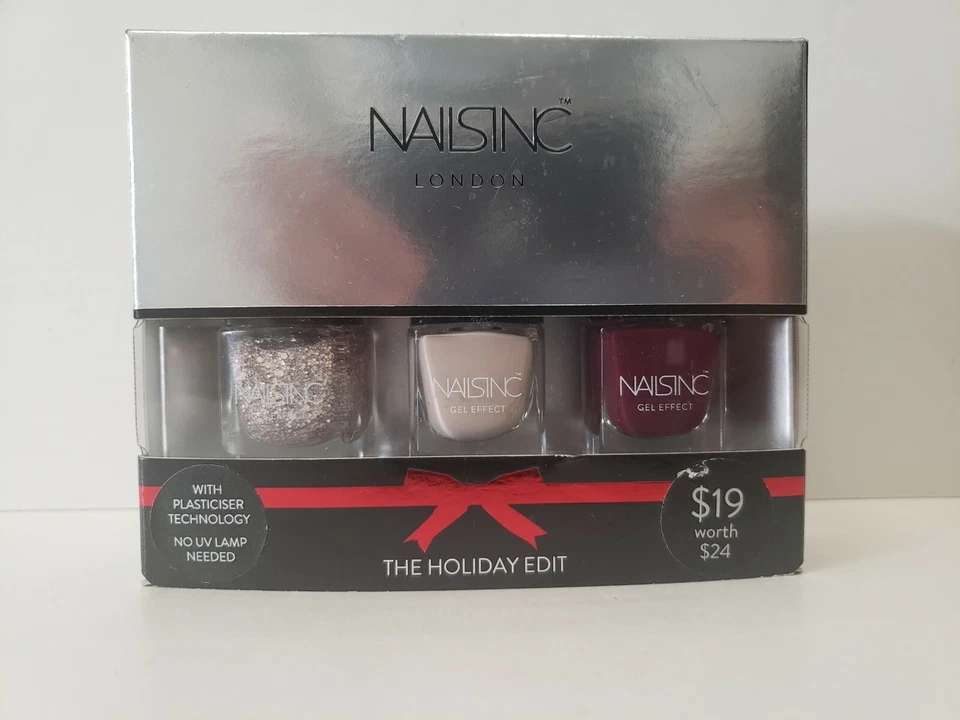 NAILSINC™
LONDON
NAILSINC
NAILSINC
GEL EFFECT
NAILSINC™
GEL EFFECT
WITH
PLASTICISER
TECHNOLOGY
NO UV LAMP
NEEDED
$19
worth
$24
THE HOLIDAY EDIT